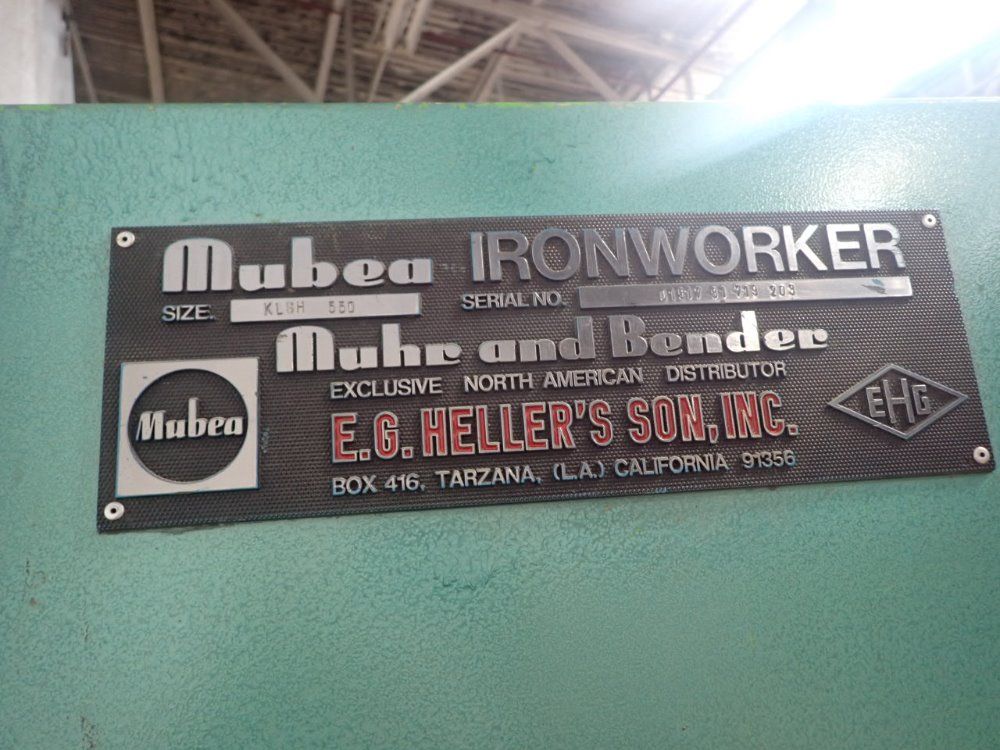 Mubea IRONWORKER
SIZE. KLSH 550
SERIAL NO.
Muhr and Bender
EXCLUSIVE NORTH AMERICAN DISTRIBUTOR
E.G. HELLER'S SON, INC.
BOX 416, TARZANA, (L.A.) CALIFORNIA 91356
Mubea
EHG